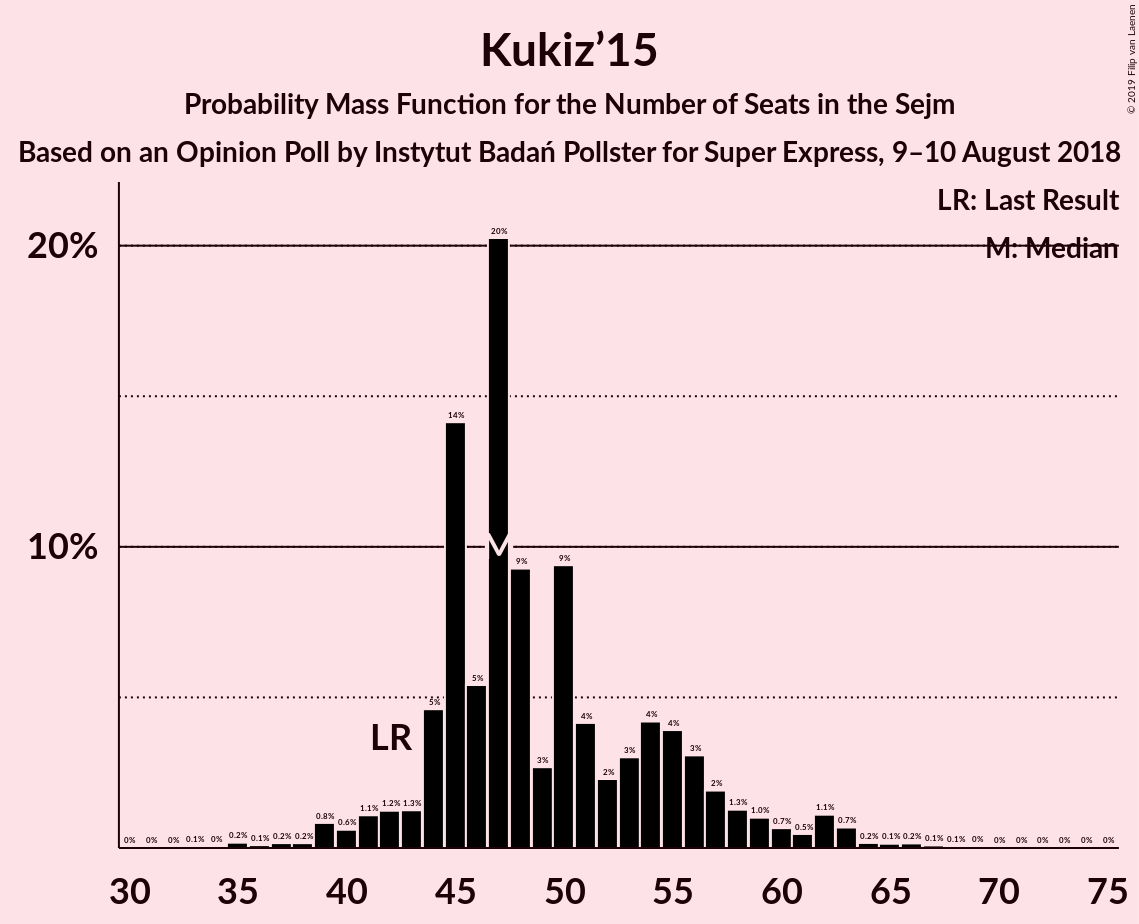 Kukiz’15
Probability Mass Function for the Number of Seats in the Sejm
Based on an Opinion Poll by Instytut Badań Pollster for Super Express, 9–10 August 2018
© 2019 Filip van Laenen
LR: Last Result
M: Median
20%
10%
LR
0% 0% 0% 0.1% 0% 0.2% 0.1% 0.2% 0.2% 0.8% 0.6% 1.1% 1.2% 1.3% 5% 14% 5% 20% 9% 3% 9% 4% 2% 3% 4% 4% 3% 2% 1.3% 1.0% 0.7% 0.5% 1.1% 0.7% 0.2% 0.1% 0.2% 0.1% 0.1% 0% 0% 0% 0% 0% 0% 0%
30 35 40 45 50 55 60 65 70 75